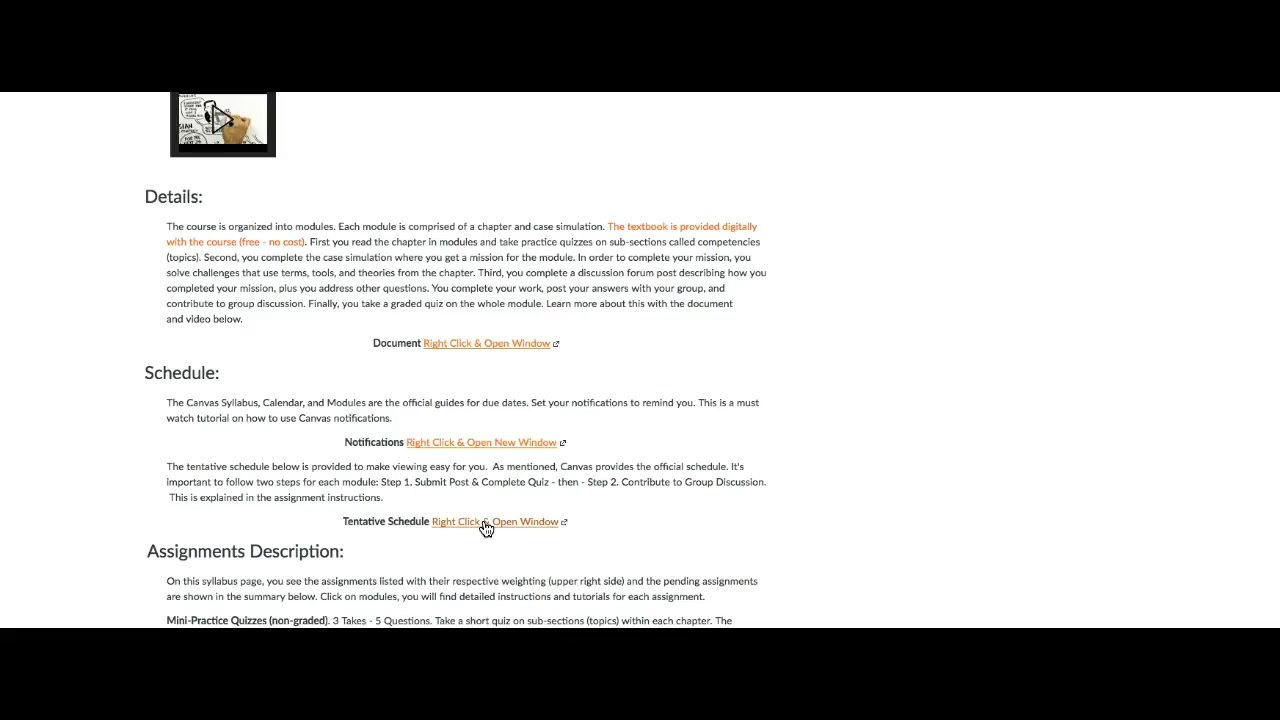 Details:
The course is organized into modules. Each module is comprised of a chapter and case simulation. The textbook is provided digitally
with the course (free - no cost). First you read the chapter in modules and take practice quizzes on sub-sections called competencies
(topics). Second, you complete the case simulation where you get a mission for the module. In order to complete your mission, you
solve challenges that use terms, tools, and theories from the chapter. Third, you complete a discussion forum post describing how you
completed your mission, plus you address other questions. You complete your work, post your answers with your group, and
contribute to group discussion. Finally, you take a graded quiz on the whole module. Learn more about this with the document
and video below.
Document Right Click & Open Window
Schedule:
The Canvas Syllabus, Calendar, and Modules are the official guides for due dates. Set your notifications to remind you. This is a must
watch tutorial on how to use Canvas notifications.
Notifications Right Click & Open New Window
The tentative schedule below is provided to make viewing easy for you. As mentioned, Canvas provides the official schedule. It's
important to follow two steps for each module: Step 1. Submit Post & Complete Quiz - then - Step 2. Contribute to Group Discussion.
This is explained in the assignment instructions.
Tentative Schedule Right Click & Open Window
Assignments Description:
On this syllabus page, you see the assignments listed with their respective weighting (upper right side) and the pending assignments
are shown in the summary below. Click on modules, you will find detailed instructions and tutorials for each assignment.
Mini-Practice Quizzes (non-graded). 3 Takes - 5 Questions. Take a short quiz on sub-sections (topics) within each chapter. The